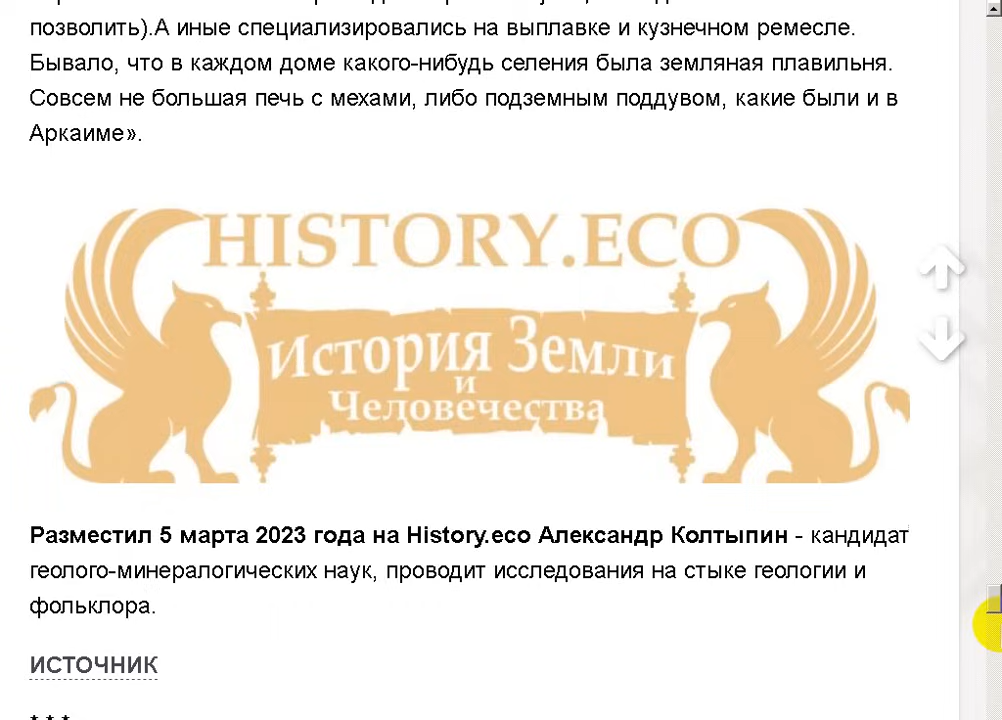 позволить).А иные специализировались на выплавке и кузнечном ремесле.
Бывало, что в каждом доме какого-нибудь селения была земляная плавильня.
Совсем не большая печь с мехами, либо подземным поддувом, какие были и в
Аркаиме».
HISTORY.ECO
История Земли
и
Человечества
Разместил 5 марта 2023 года на History.eco Александр Колтыпин - кандидат
геолого-минералогических наук, проводит исследования на стыке геологии и
фольклора.
ИСТОЧНИК
* * *